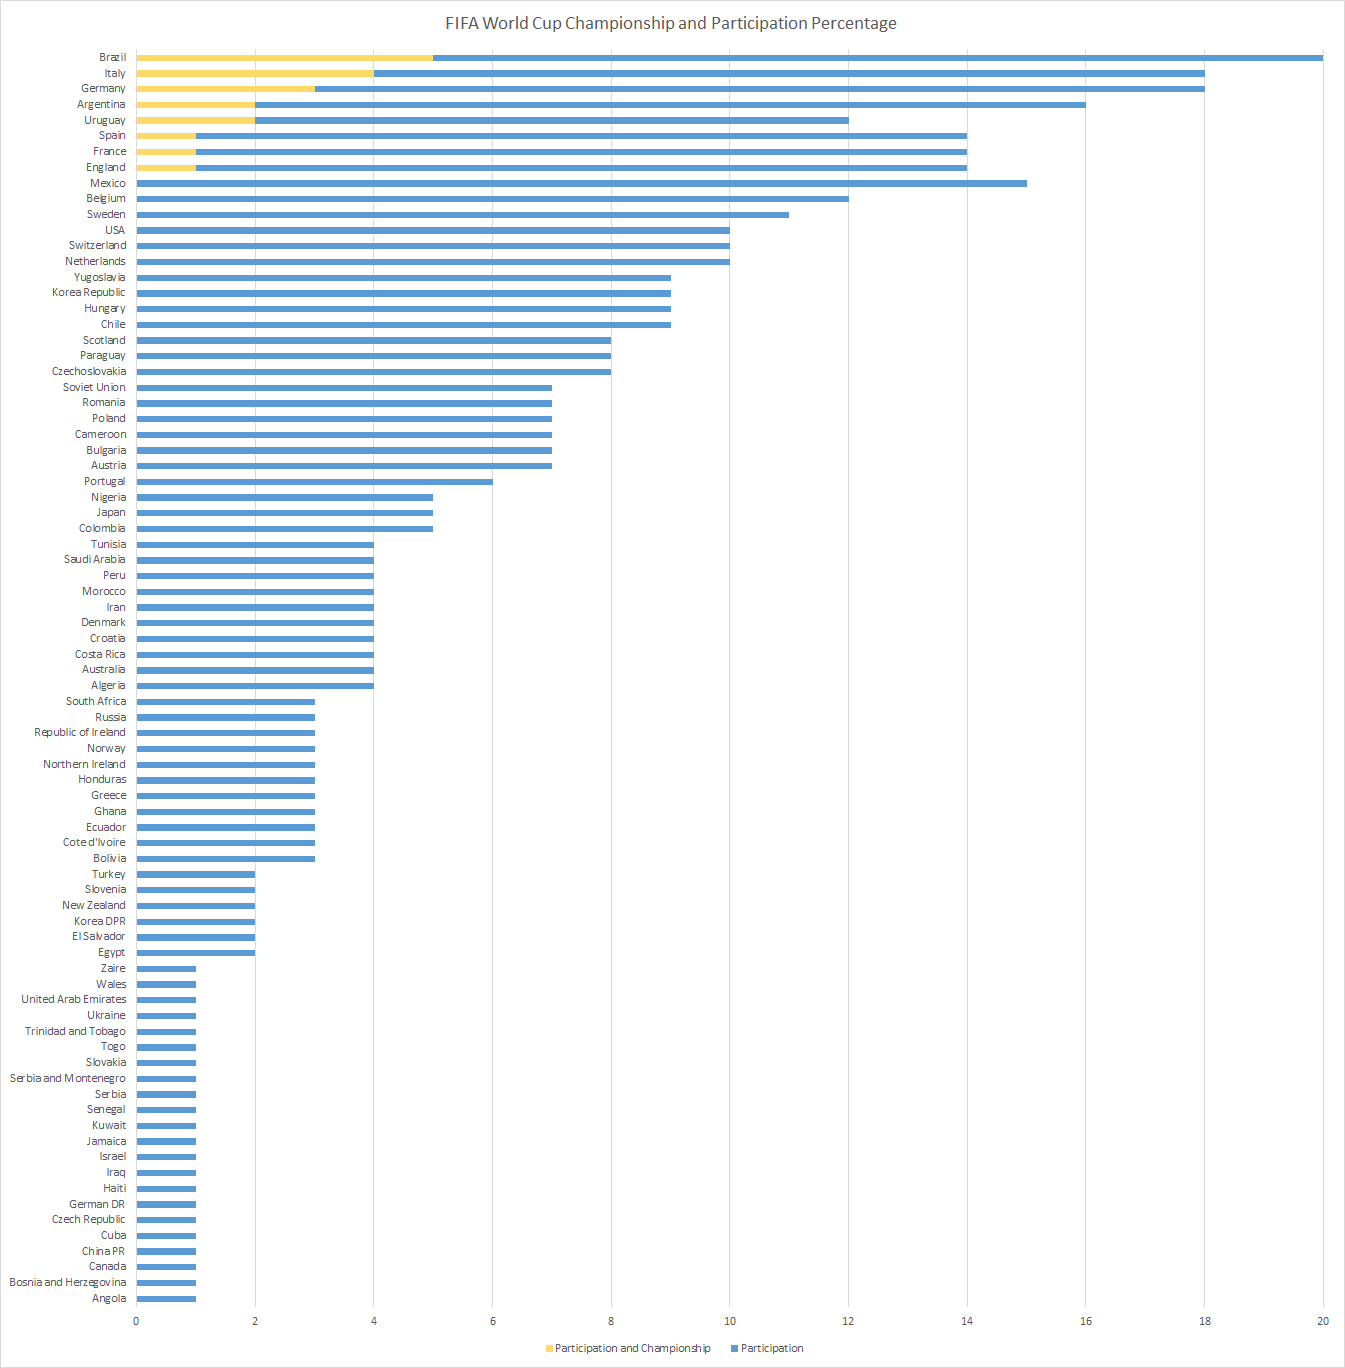 FIFA World Cup Championship and Participation Percentage
Brazil
Italy
Germany
Argentina
Uruguay
Spain
France
England
Mexico
Belgium
Sweden
USA
Switzerland
Netherlands
Yugoslavia
Korea Republic
Hungary
Chile
Scotland
Paraguay
Czechoslovakia
Soviet Union
Romania
Poland
Cameroon
Bulgaria
Austria
Portugal
Nigeria
Japan
Colombia
Tunisia
Saudi Arabia
Peru
Morocco
Iran
Denmark
Croatia
Costa Rica
Australia
Algeria
South Africa
Russia
Republic of Ireland
Norway
Northern Ireland
Honduras
Greece
Ghana
Ecuador
Cote d'Ivoire
Bolivia
Turkey
Slovenia
New Zealand
Korea DPR
El Salvador
Egypt
Zaire
Wales
United Arab Emirates
Ukraine
Trinidad and Tobago
Togo
Slovakia
Serbia and Montenegro
Serbia
Senegal
Kuwait
Jamaica
Israel
Iraq
Haiti
German DR
Czech Republic
Cuba
China PR
Canada
Bosnia and Herzegovina
Angola
0 2 4 6 8 10 12 14 16 18 20
Participation and Championship Participation